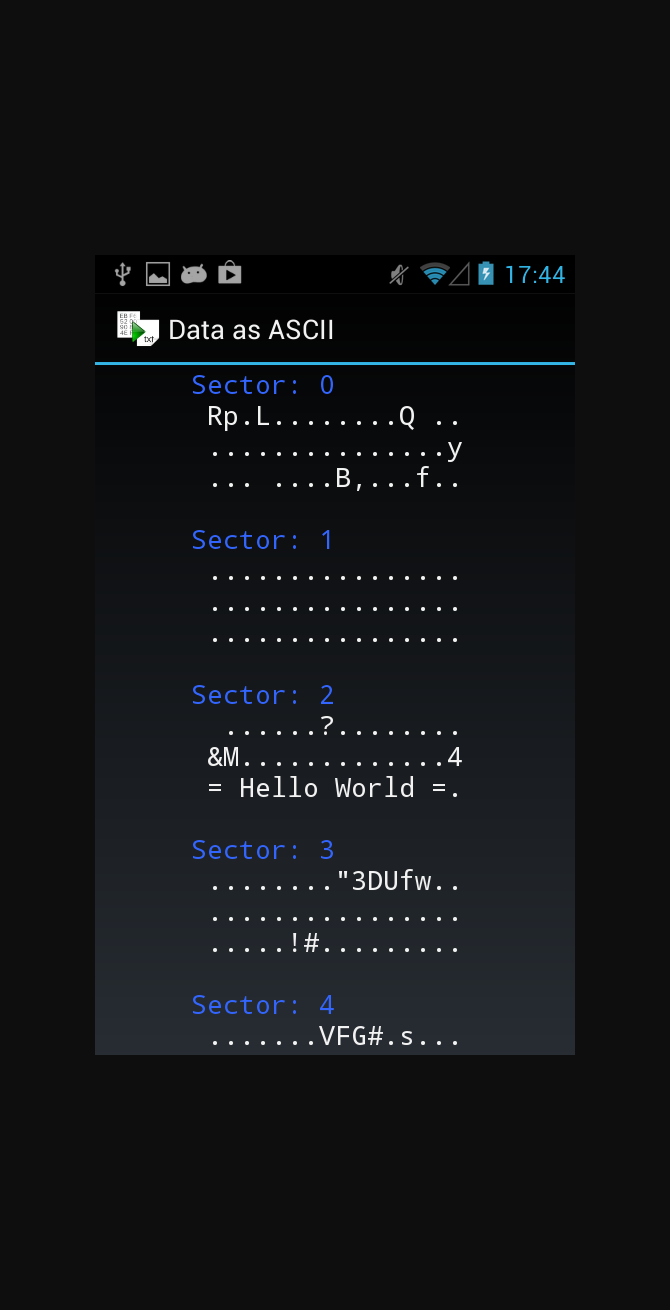 17:44
Data as ASCII
Sector: 0
Rp.L........Q ..
...............y
... ....B,...f..
Sector: 1
................
................
................
Sector: 2
 ......?........
&M.............4
= Hello World =.
Sector: 3
........"3DUfw..
................
.....!#.........
Sector: 4
.......VFG#.s...